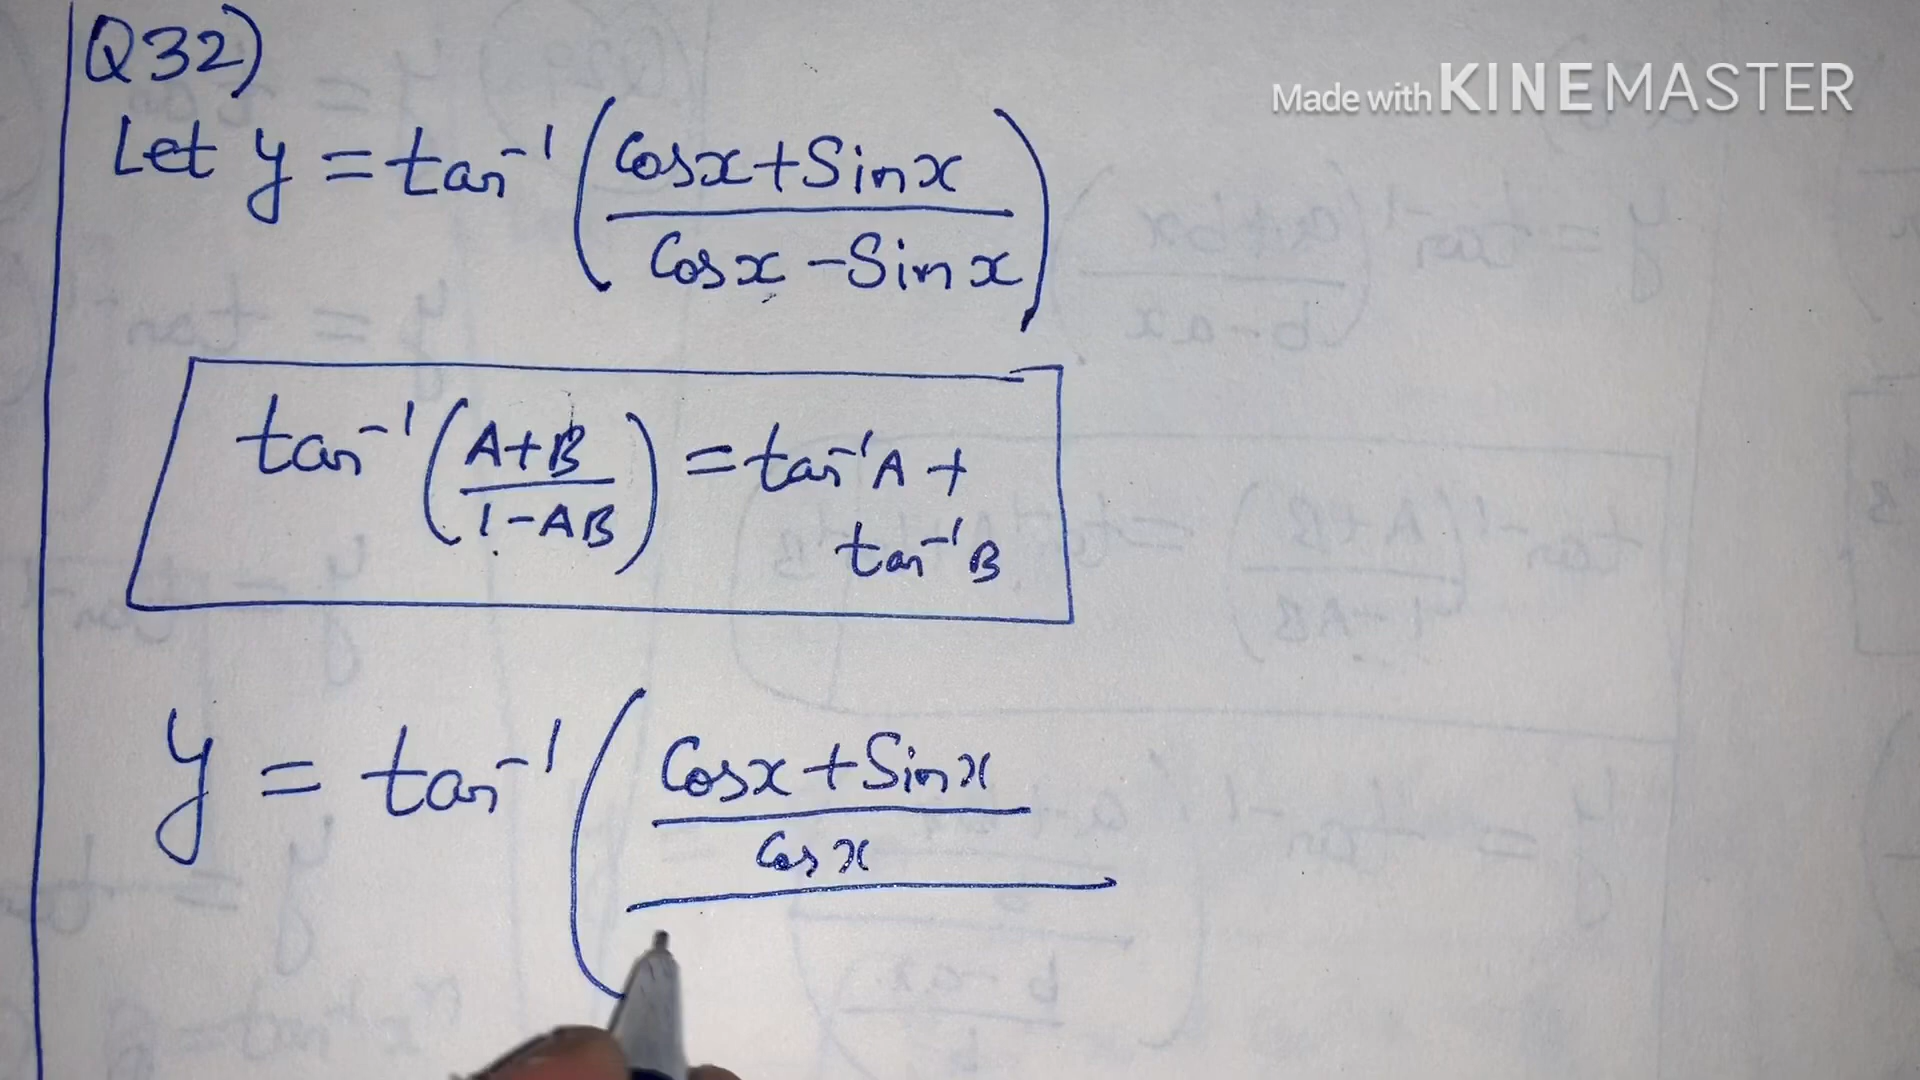 Q32)
Made with KINEMASTER
Let y = tan⁻¹ (Cosx+Sinx / Cosx-Sinx)
tan⁻¹ (A+B / 1-AB) = tan⁻¹A +
tan⁻¹B
y = tan⁻¹ (Cosx+Sinx / Cosx /